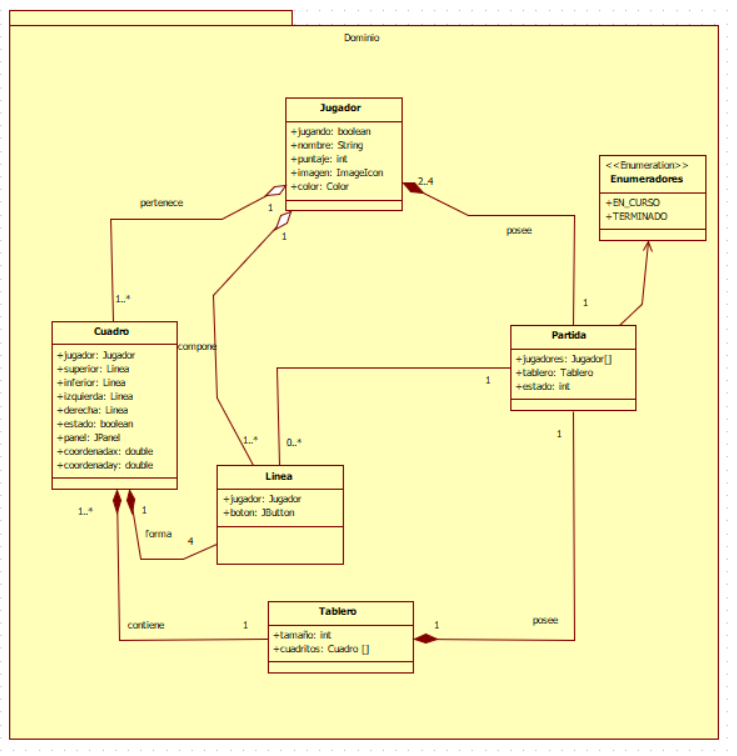 Dominio
Jugador
+jugando: boolean
+nombre: String
+puntaje: int
+imagen: ImageIcon
+color: Color
<<Enumeration>>
Enumeradores
+EN_CURSO
+TERMINADO
2..4
pertenece
1
1
posee
1..*
1
Cuadro
+jugador: Jugador
+superior: Linea
+inferior: Linea
+izquierda: Linea
+derecha: Linea
+estado: boolean
+panel: JPanel
+coordenadax: double
+coordenaday: double
compone
Partida
+jugadores: Jugador[]
+tablero: Tablero
+estado: int
1
1..*
0..*
1
Linea
+jugador: Jugador
+boton: JButton
1..*
1
forma
4
Tablero
+tamaño: int
+cuadritos: Cuadro []
contiene
1
1
posee